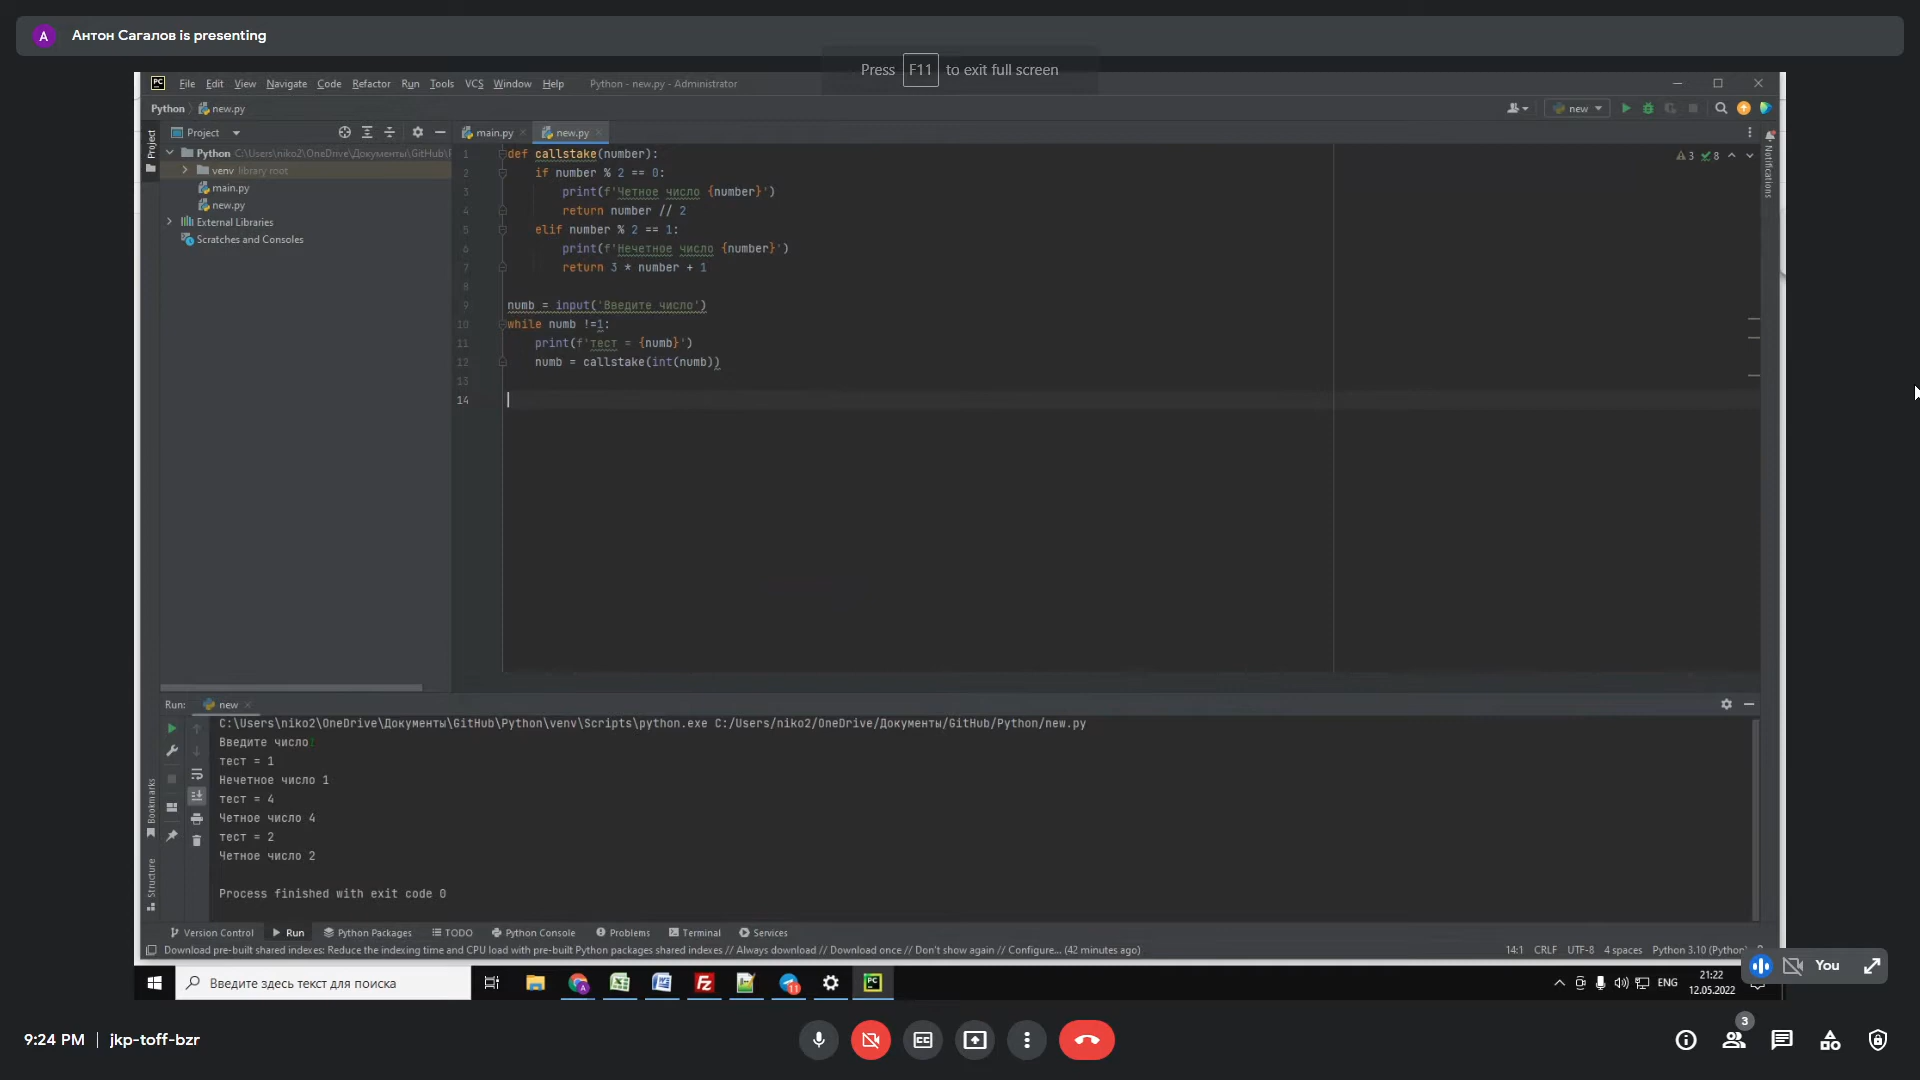 A Антон Сагалов is presenting
Press F11 to exit full screen
PC File Edit View Navigate Code Refactor Run Tools VCS Window Help Python - new.py - Administrator
Python new.py
new
Project
Project
main.py
new.py
Notifications
Python C:\Users\niko2\OneDrive\Документы\GitHub\
venv library root
main.py
new.py
External Libraries
Scratches and Consoles
3 8
1 def callstake(number):
2 if number % 2 == 0:
3 print(f'Четное число {number}')
4 return number // 2
5 elif number % 2 == 1:
6 print(f'Нечетное число {number}')
7 return 3 * number + 1
8
9 numb = input('Введите число')
10 while numb !=1:
11 print(f'тест = {numb}')
12 numb = callstake(int(numb))
13
14
Run: new
C:\Users\niko2\OneDrive\Документы\GitHub\Python\venv\Scripts\python.exe C:/Users/niko2/OneDrive/Документы/GitHub/Python/new.py
Введите число
тест = 1
Нечетное число 1
тест = 4
Четное число 4
тест = 2
Четное число 2
Process finished with exit code 0
Bookmarks
Structure
Version Control Run Python Packages TODO Python Console Problems Terminal Services
Download pre-built shared indexes: Reduce the indexing time and CPU load with pre-built Python packages shared indexes // Always download // Download once // Don't show again // Configure... (42 minutes ago)
14:1 CRLF UTF-8 4 spaces Python 3.10 (Python)
You
Введите здесь текст для поиска
ENG
21:22
12.05.2022
9:24 PM jkp-toff-bzr
3